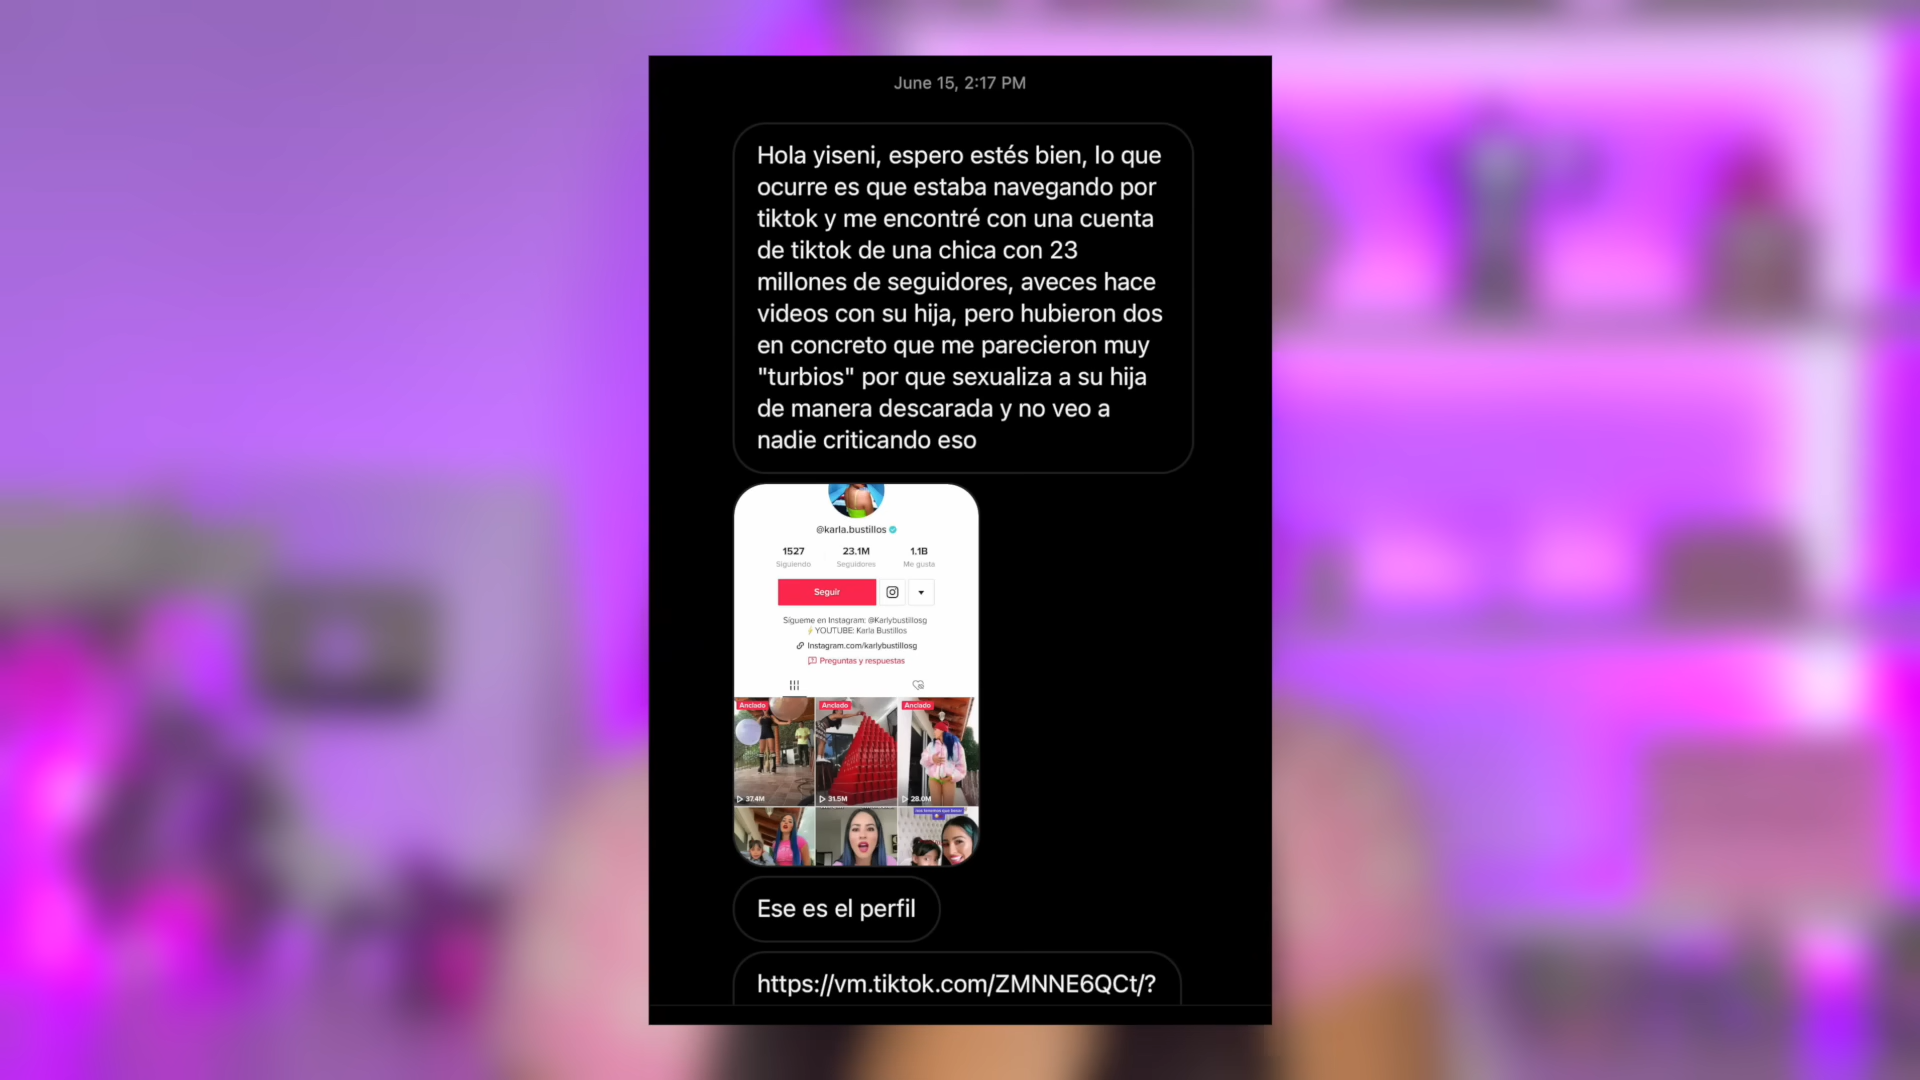 June 15, 2:17 PM
Hola yiseni, espero estés bien, lo que
ocurre es que estaba navegando por
tiktok y me encontré con una cuenta
de tiktok de una chica con 23
millones de seguidores, aveces hace
videos con su hija, pero hubieron dos
en concreto que me parecieron muy
"turbios" por que sexualiza a su hija
de manera descarada y no veo a
nadie criticando eso
@karla.bustillos
1527 23.1M 1.1B
Siguiendo Seguidores Me gusta
Seguir
Sígueme en Instagram: @Karlybustillosg
YOUTUBE: Karla Bustillos
Instagram.com/karlybustillosg
Preguntas y respuestas
Anclado Anclado Anclado
37.4M 31.5M 28.0M
Ese es el perfil
https://vm.tiktok.com/ZMNNE6QCt/?